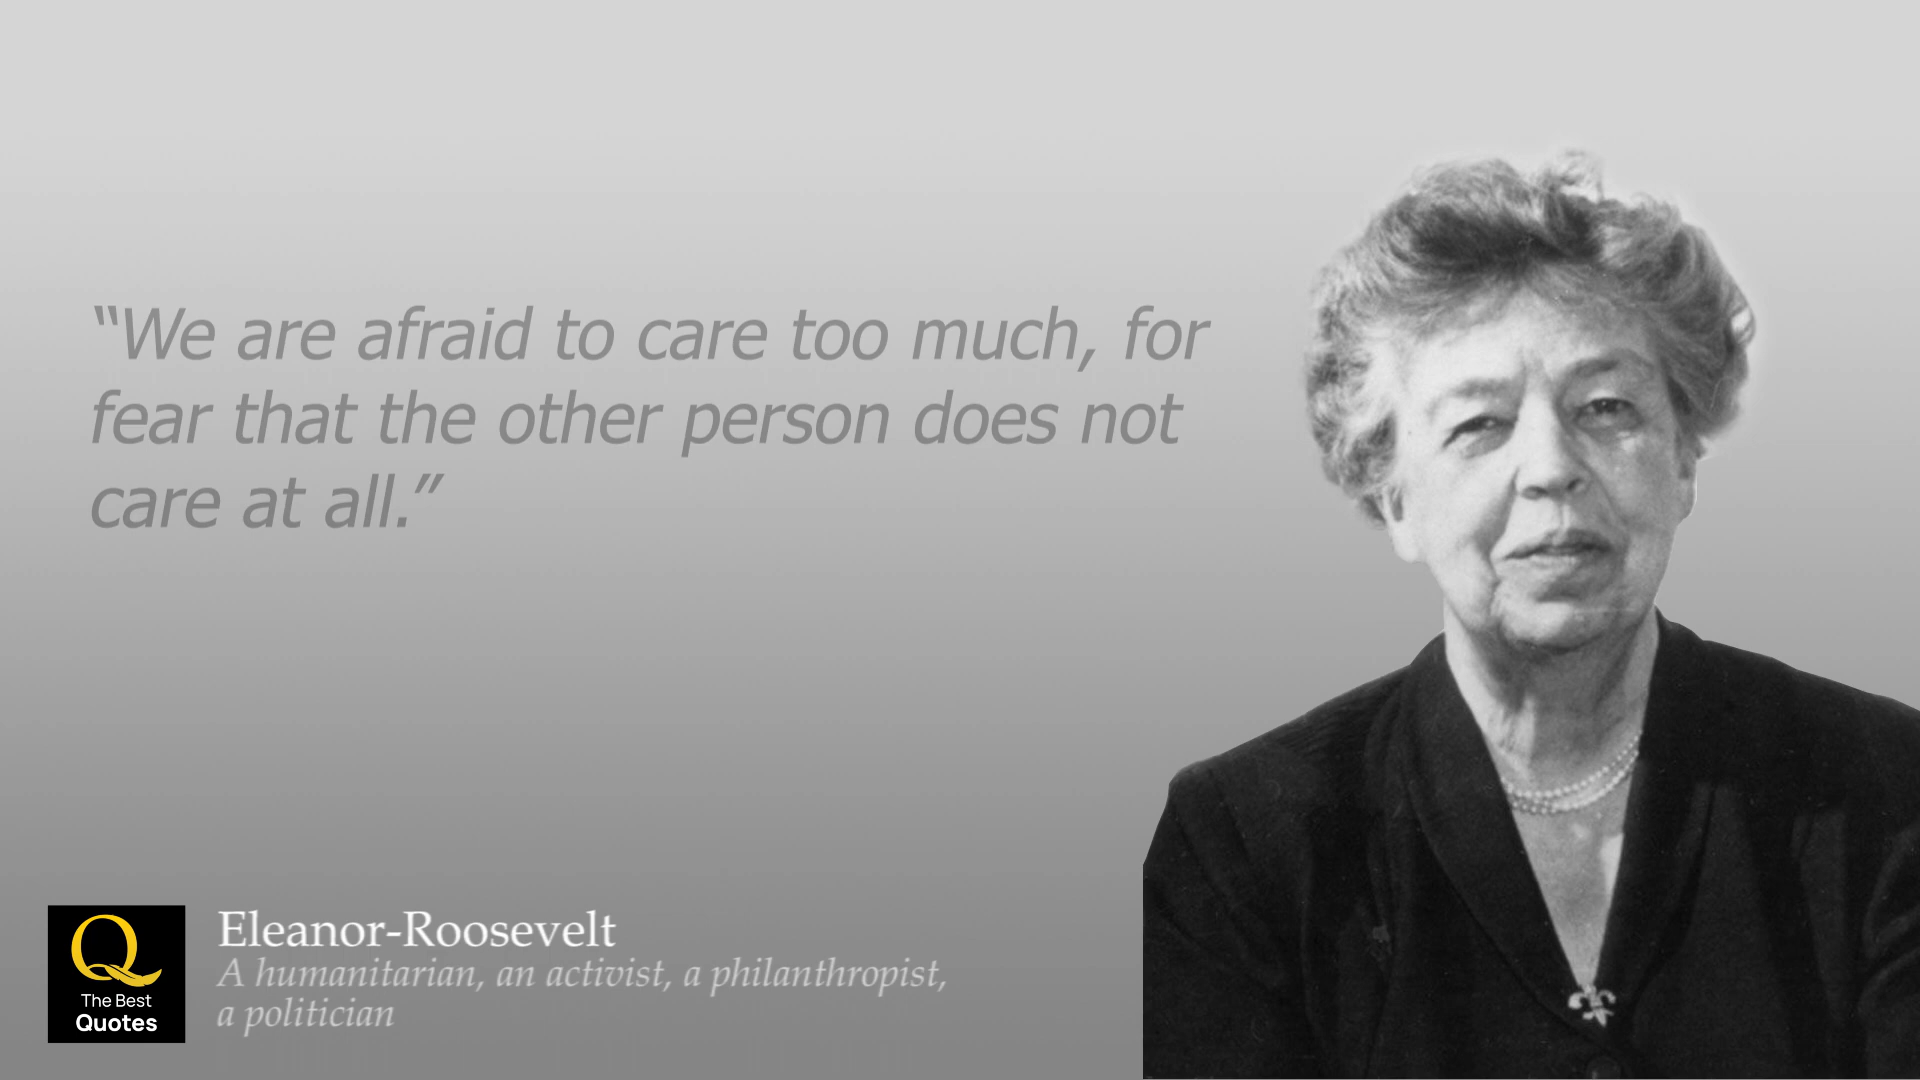 “We are afraid to care too much, for
fear that the other person does not
care at all.”
Eleanor-Roosevelt
A humanitarian, an activist, a philanthropist,
a politician
Q
The Best
Quotes